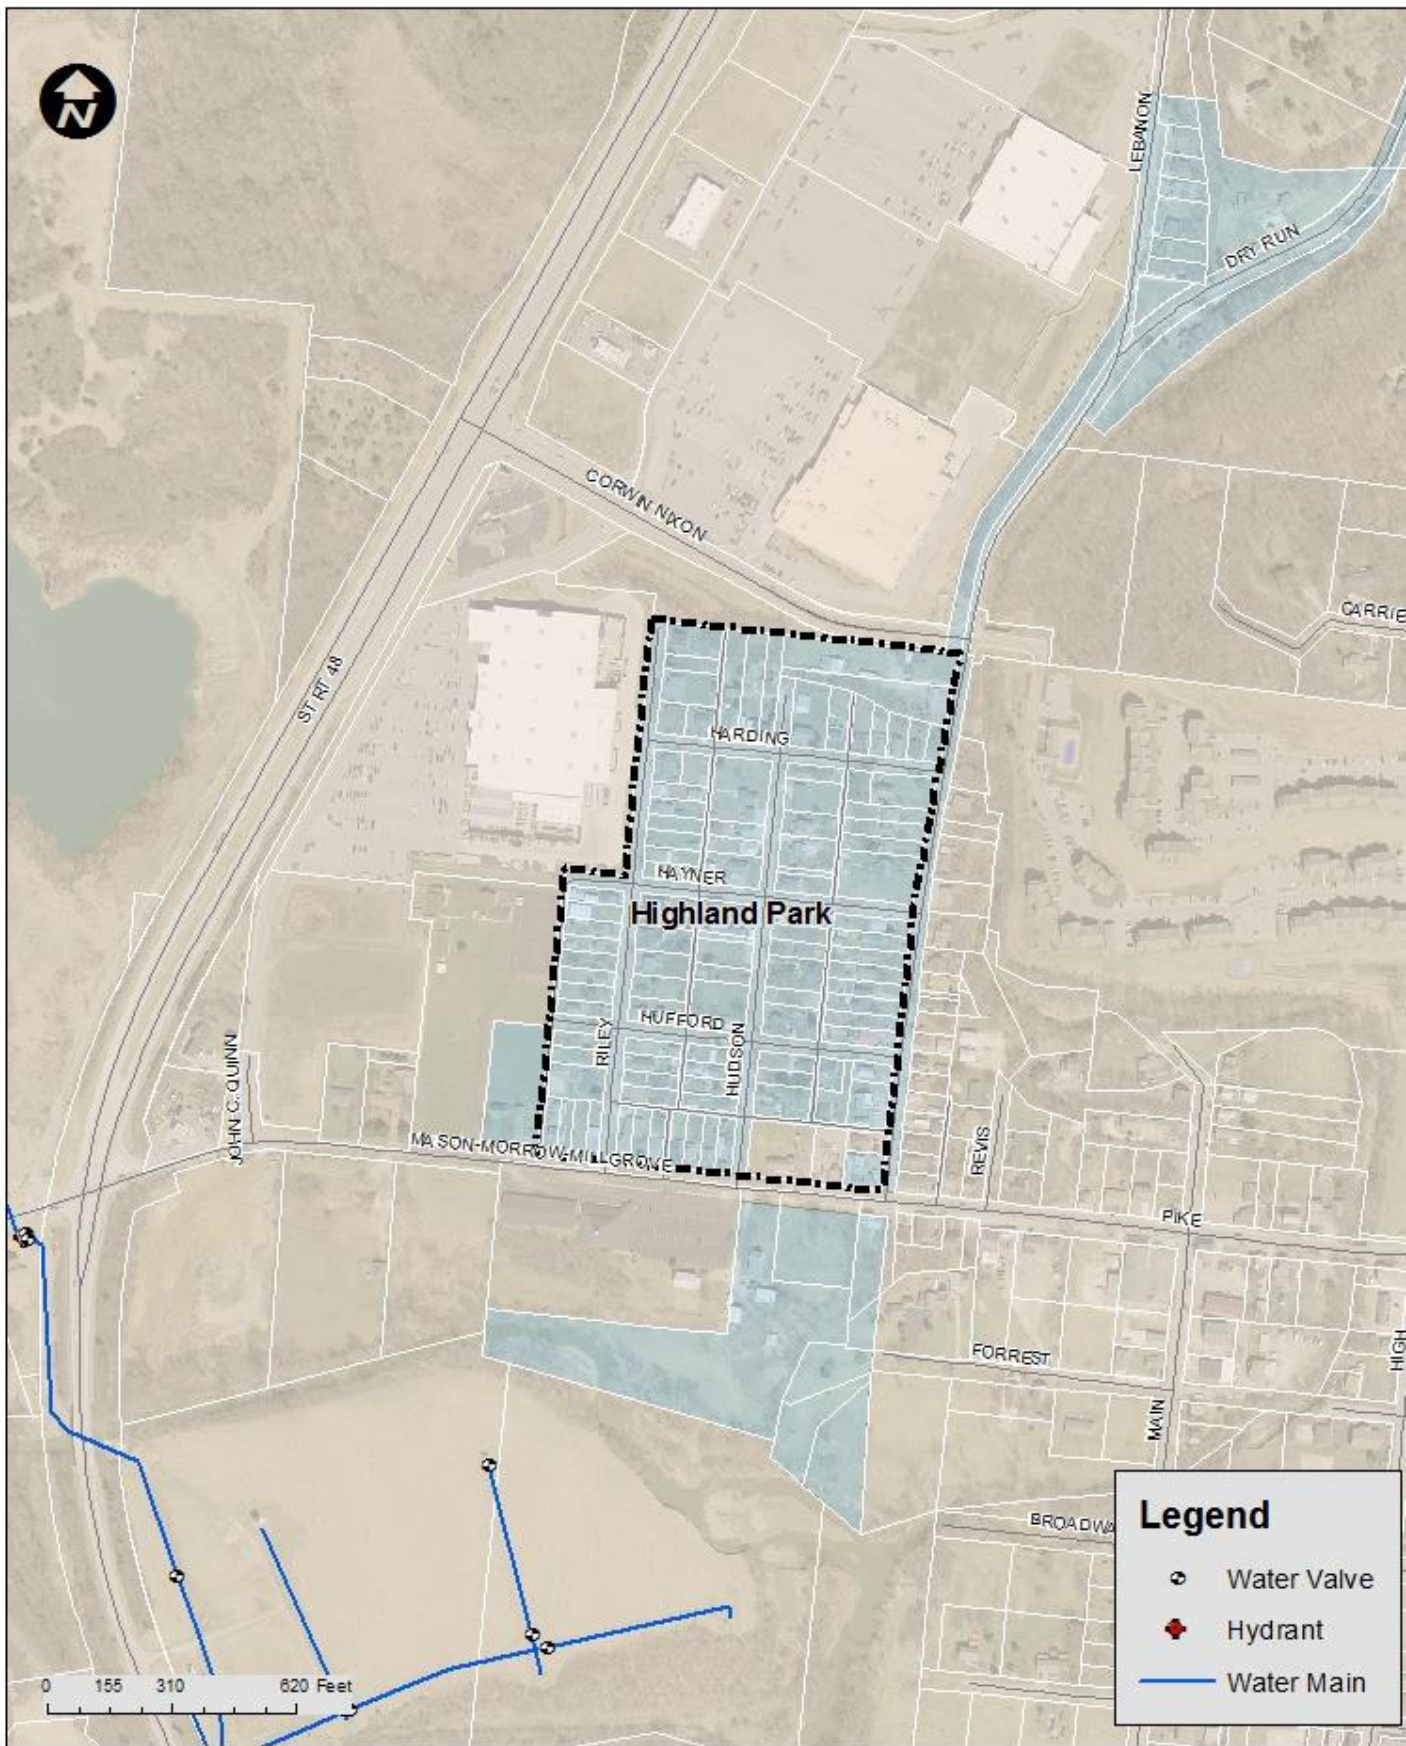 N
LEBANON
DRY RUN
CORWIN NIXON
CARRIE
ST RT 48
HARDING
HAYNER
Highland Park
HUFFORD
RILEY
HUDSON
JOHN C. QUINN
MASON-MORROW-MILLGROVE
REVIS
PIKE
FORREST
HIGH
MAIN
BROADWA
Legend
Water Valve
Hydrant
Water Main
0 155 310 620 Feet